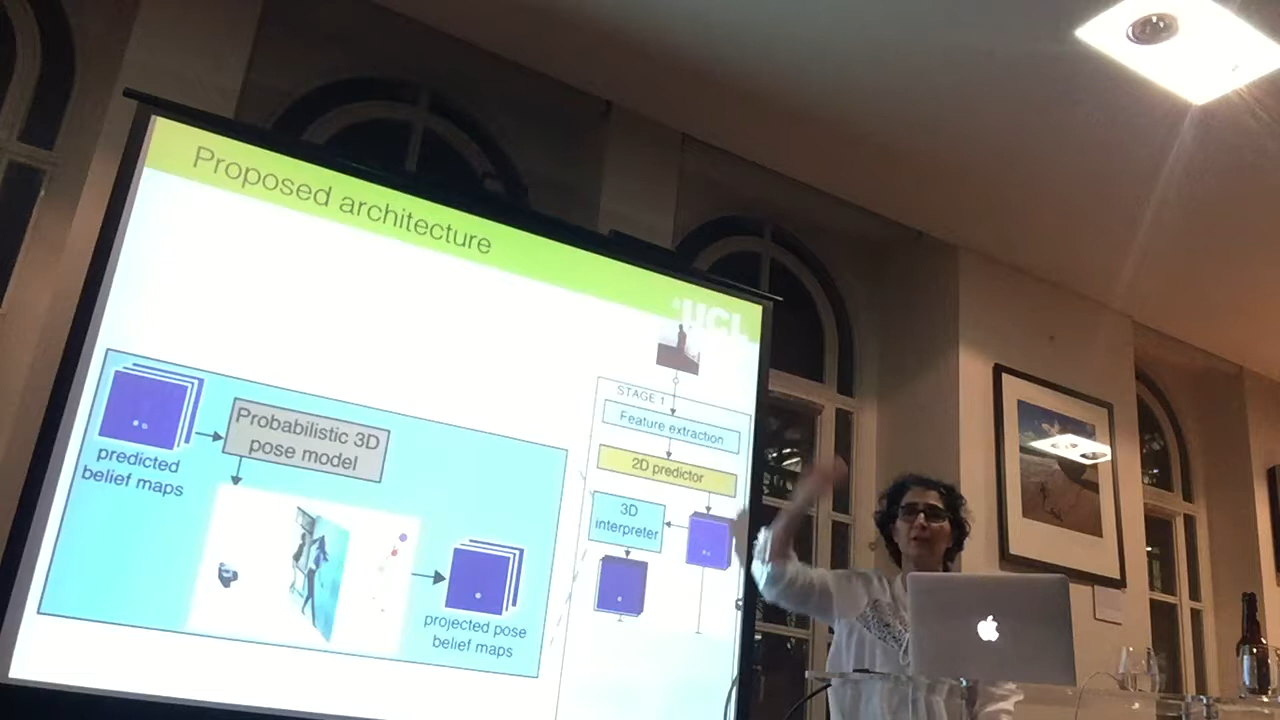 Proposed architecture
UCL
predicted
belief maps
Probabilistic 3D
pose model
projected pose
belief maps
STAGE 1
Feature extraction
2D predictor
3D
interpreter